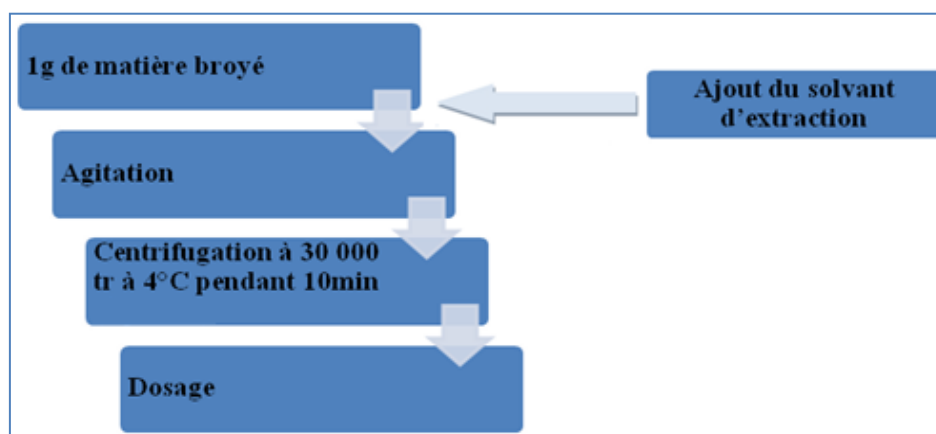 1g de matière broyé
Ajout du solvant
d’extraction
Agitation
Centrifugation à 30 000
tr à 4°C pendant 10min
Dosage